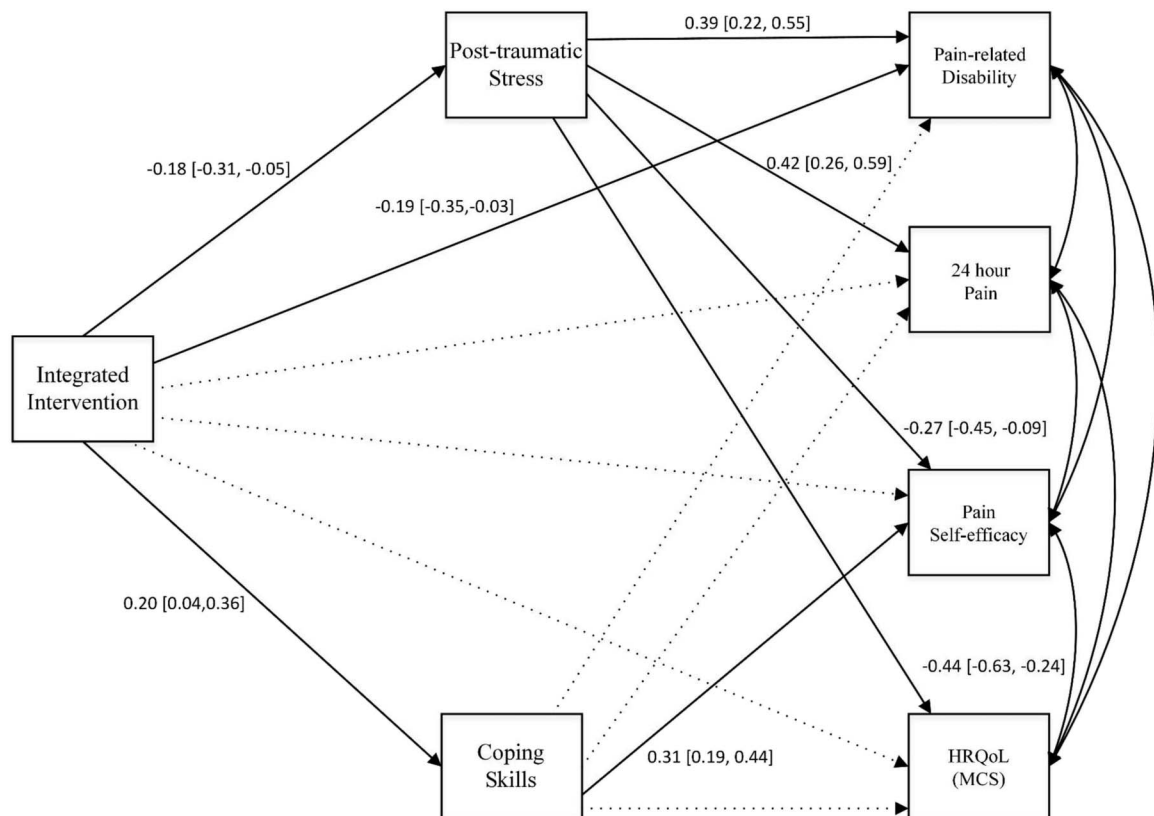 0.39 [0.22, 0.55]
Post-traumatic
Stress
Pain-related
Disability
-0.18 [-0.31, -0.05]
0.42 [0.26, 0.59]
-0.19 [-0.35,-0.03]
24 hour
Pain
Integrated
Intervention
-0.27 [-0.45, -0.09]
Pain
Self-efficacy
0.20 [0.04,0.36]
-0.44 [-0.63, -0.24]
Coping
Skills
0.31 [0.19, 0.44]
HRQoL
(MCS)